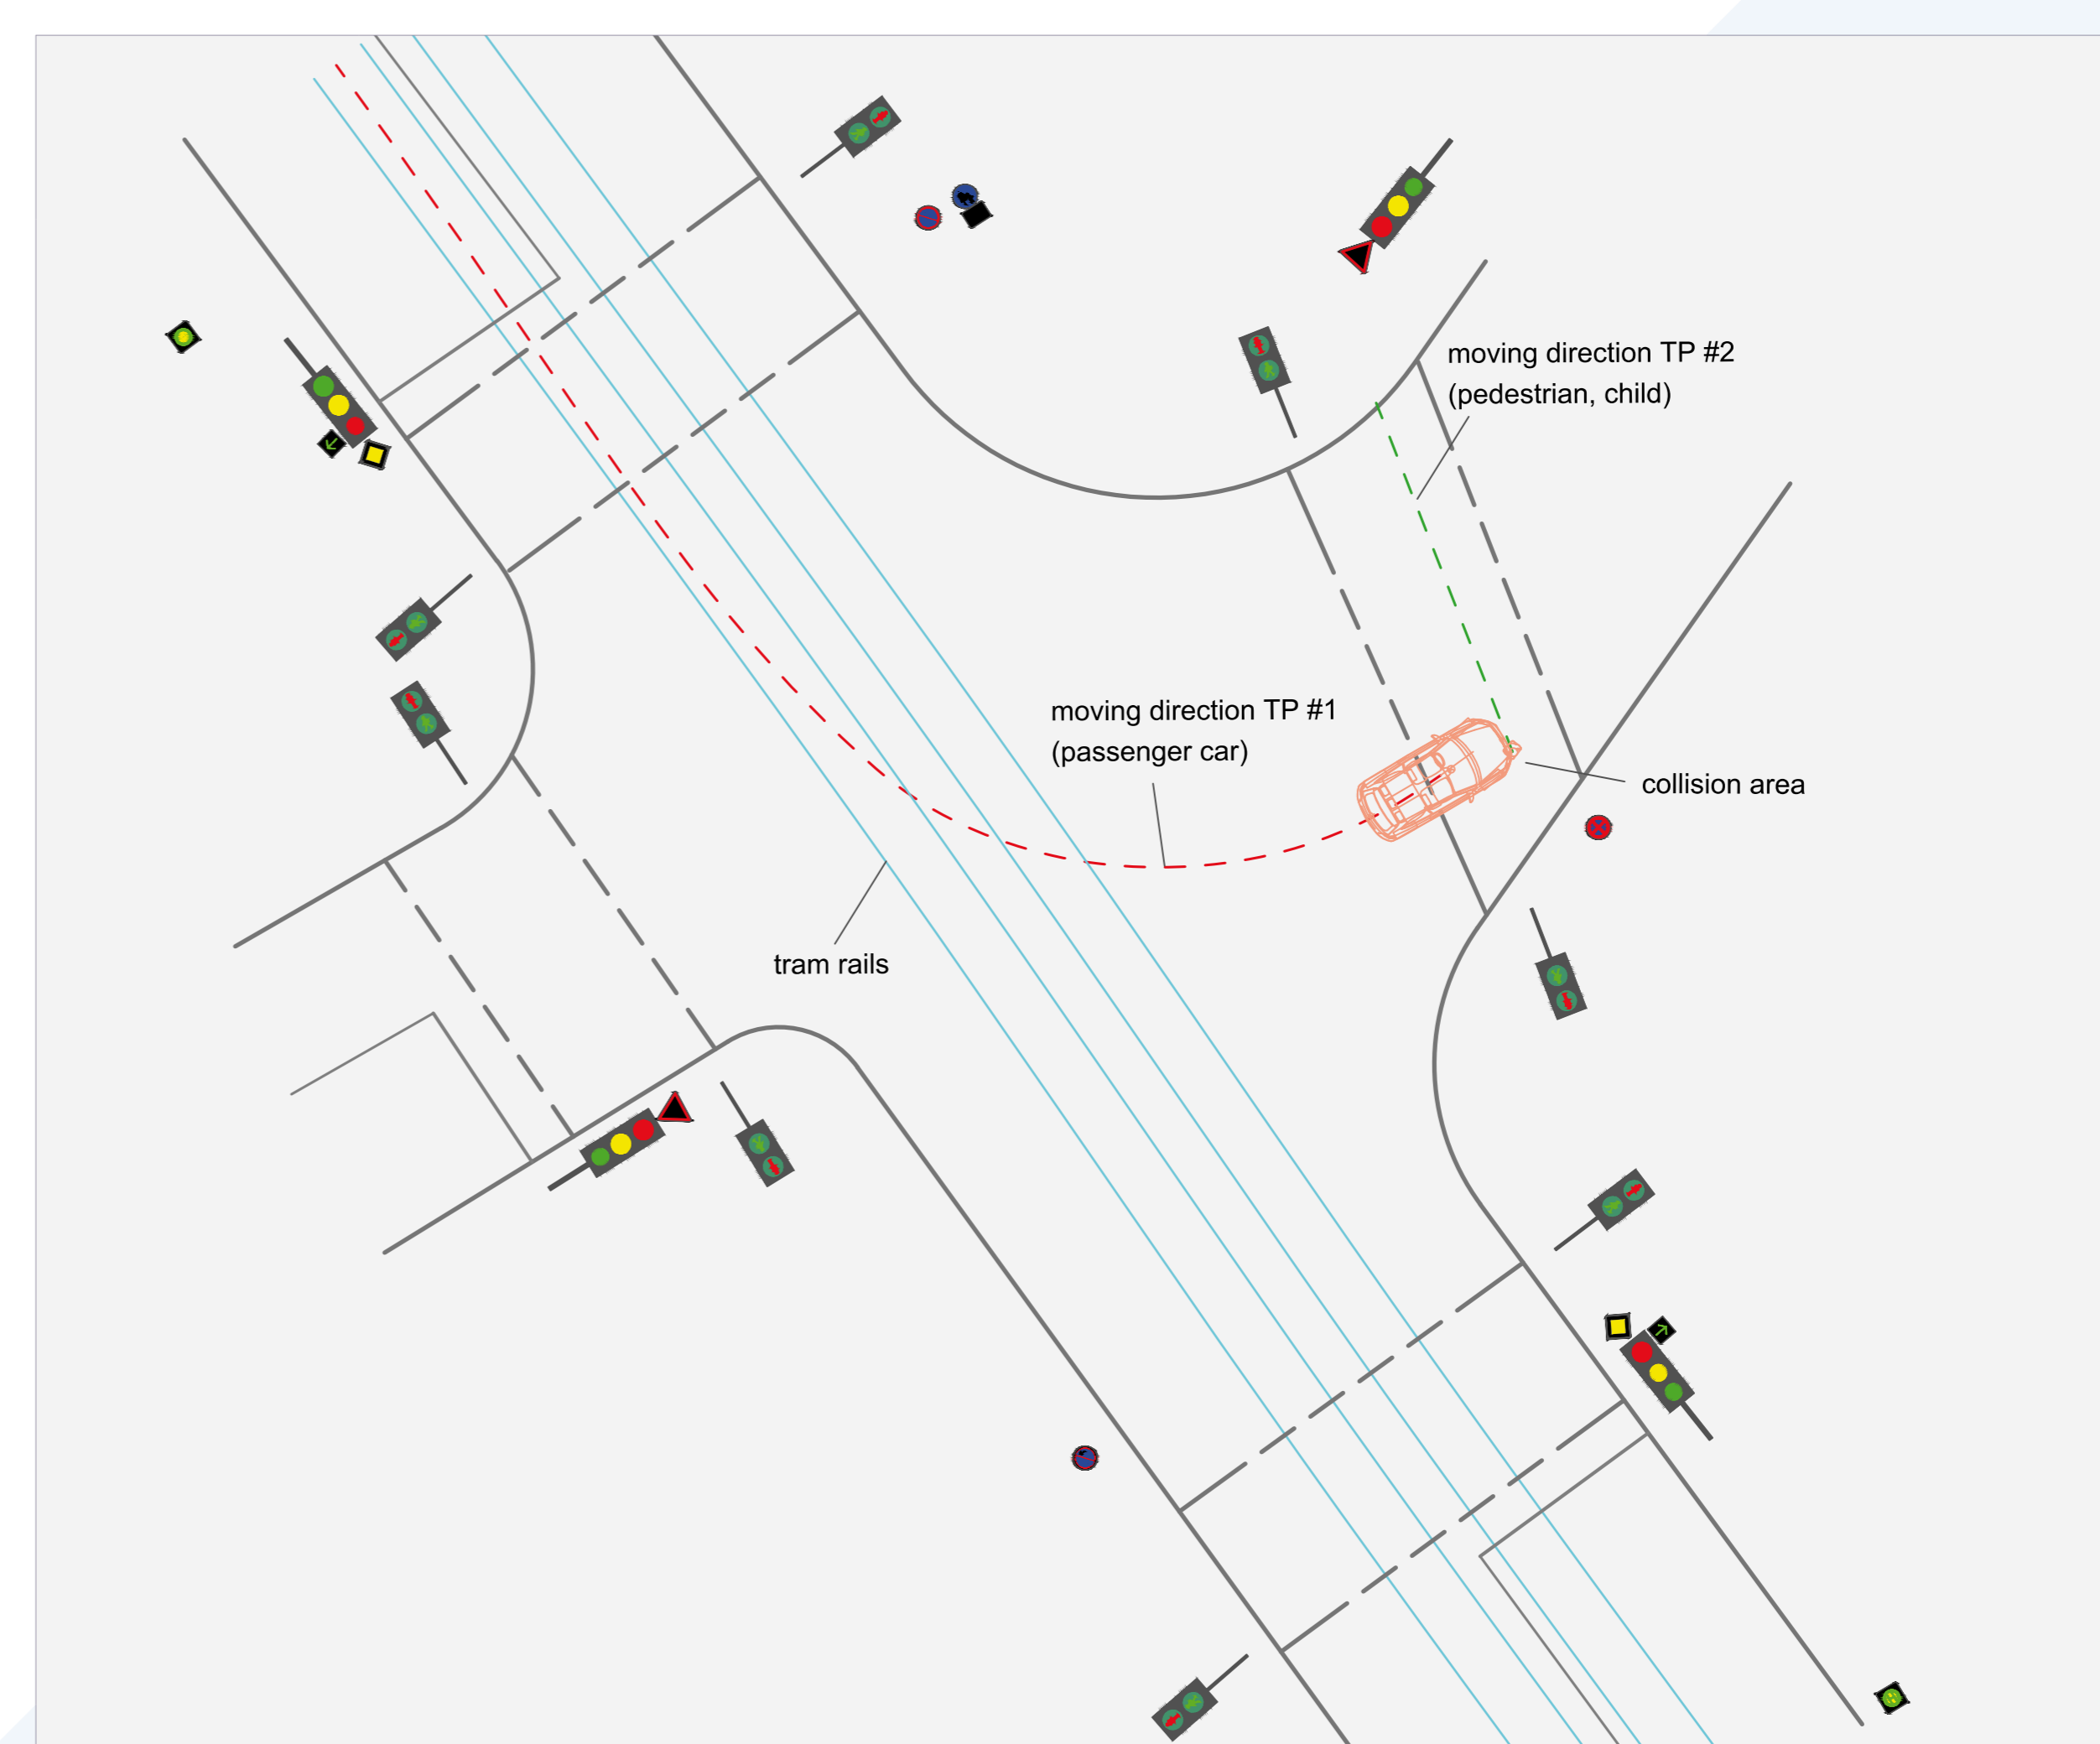 moving direction TP #2
(pedestrian, child)
moving direction TP #1
(passenger car)
collision area
tram rails